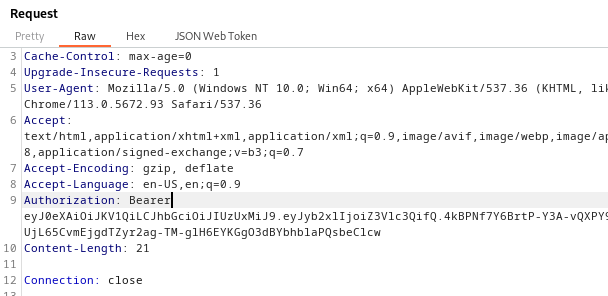 Request
Pretty Raw Hex JSON Web Token
3 Cache-Control: max-age=0
4 Upgrade-Insecure-Requests: 1
5 User-Agent: Mozilla/5.0 (Windows NT 10.0; Win64; x64) AppleWebKit/537.36 (KHTML, lik
Chrome/113.0.5672.93 Safari/537.36
6 Accept:
text/html,application/xhtml+xml,application/xml;q=0.9,image/avif,image/webp,image/ap
8,application/signed-exchange;v=b3;q=0.7
7 Accept-Encoding: gzip, deflate
8 Accept-Language: en-US,en;q=0.9
9 Authorization: Bearer
eyJ0eXAiOiJKV1QiLCJhbGciOiJIUzUxMiJ9.eyJyb2xlIjoiZ3Vlc3QifQ.4kBPNf7Y6BrtP-Y3A-vQXPY9
UjL65CvmEjgdTZyr2ag-TM-glH6EYKGgO3dBYbhblaPQsbeClcw
10 Content-Length: 21
11
12 Connection: close
13